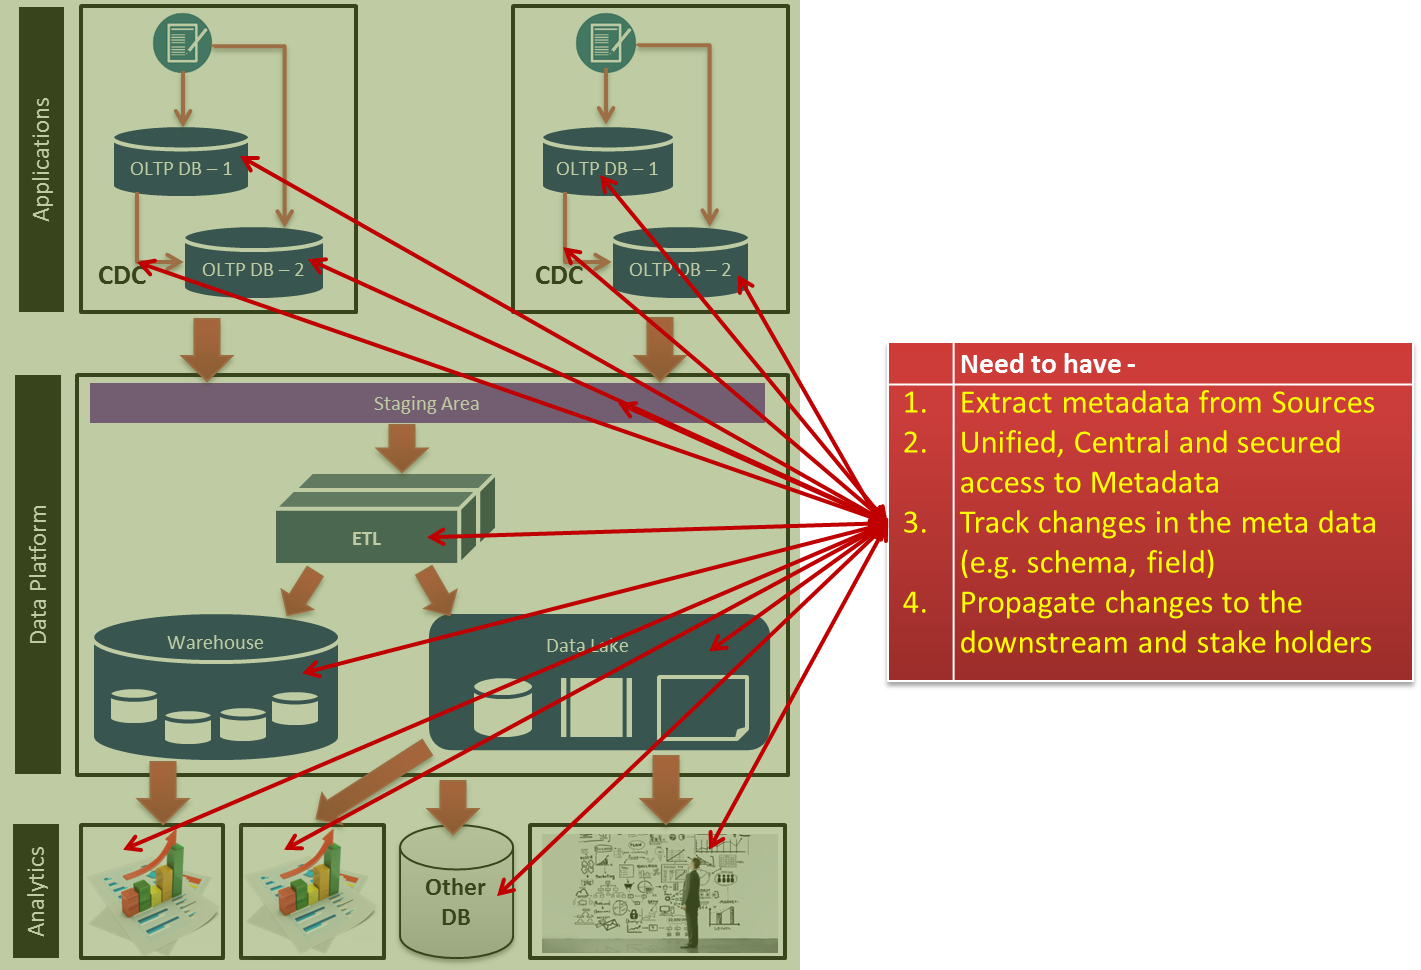 Applications
OLTP DB – 1
OLTP DB – 2
CDC
OLTP DB – 1
OLTP DB – 2
CDC
Data Platform
Staging Area
ETL
Warehouse
Data Lake
Analytics
Other
DB
Need to have -
1. Extract metadata from Sources
2. Unified, Central and secured
access to Metadata
3. Track changes in the meta data
(e.g. schema, field)
4. Propagate changes to the
downstream and stake holders